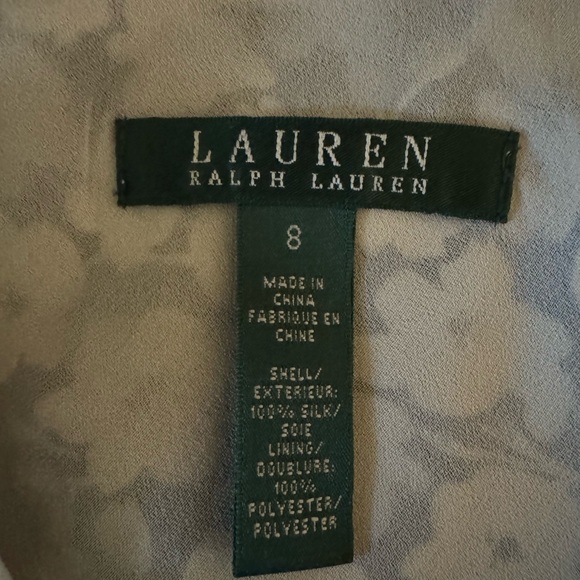 LAUREN
RALPH LAUREN
8
MADE IN
CHINA
FABRIQUE EN
CHINE
SHELL/
EXTERIEUR:
100% SILK/
SOIE
LINING/
DOUBLURE:
100%
POLYESTER/
POLYESTER